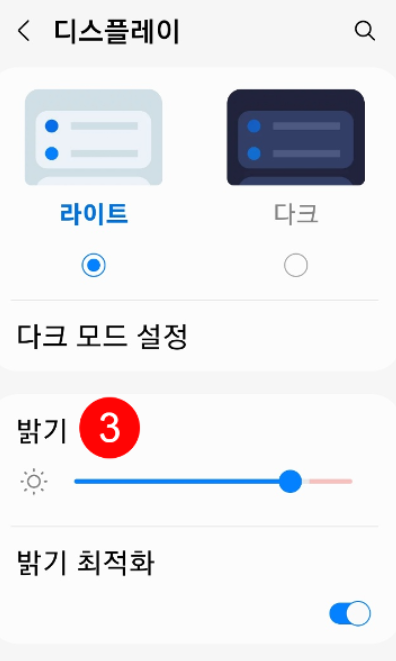 디스플레이
라이트
다크
다크 모드 설정
밝기 3
밝기 최적화